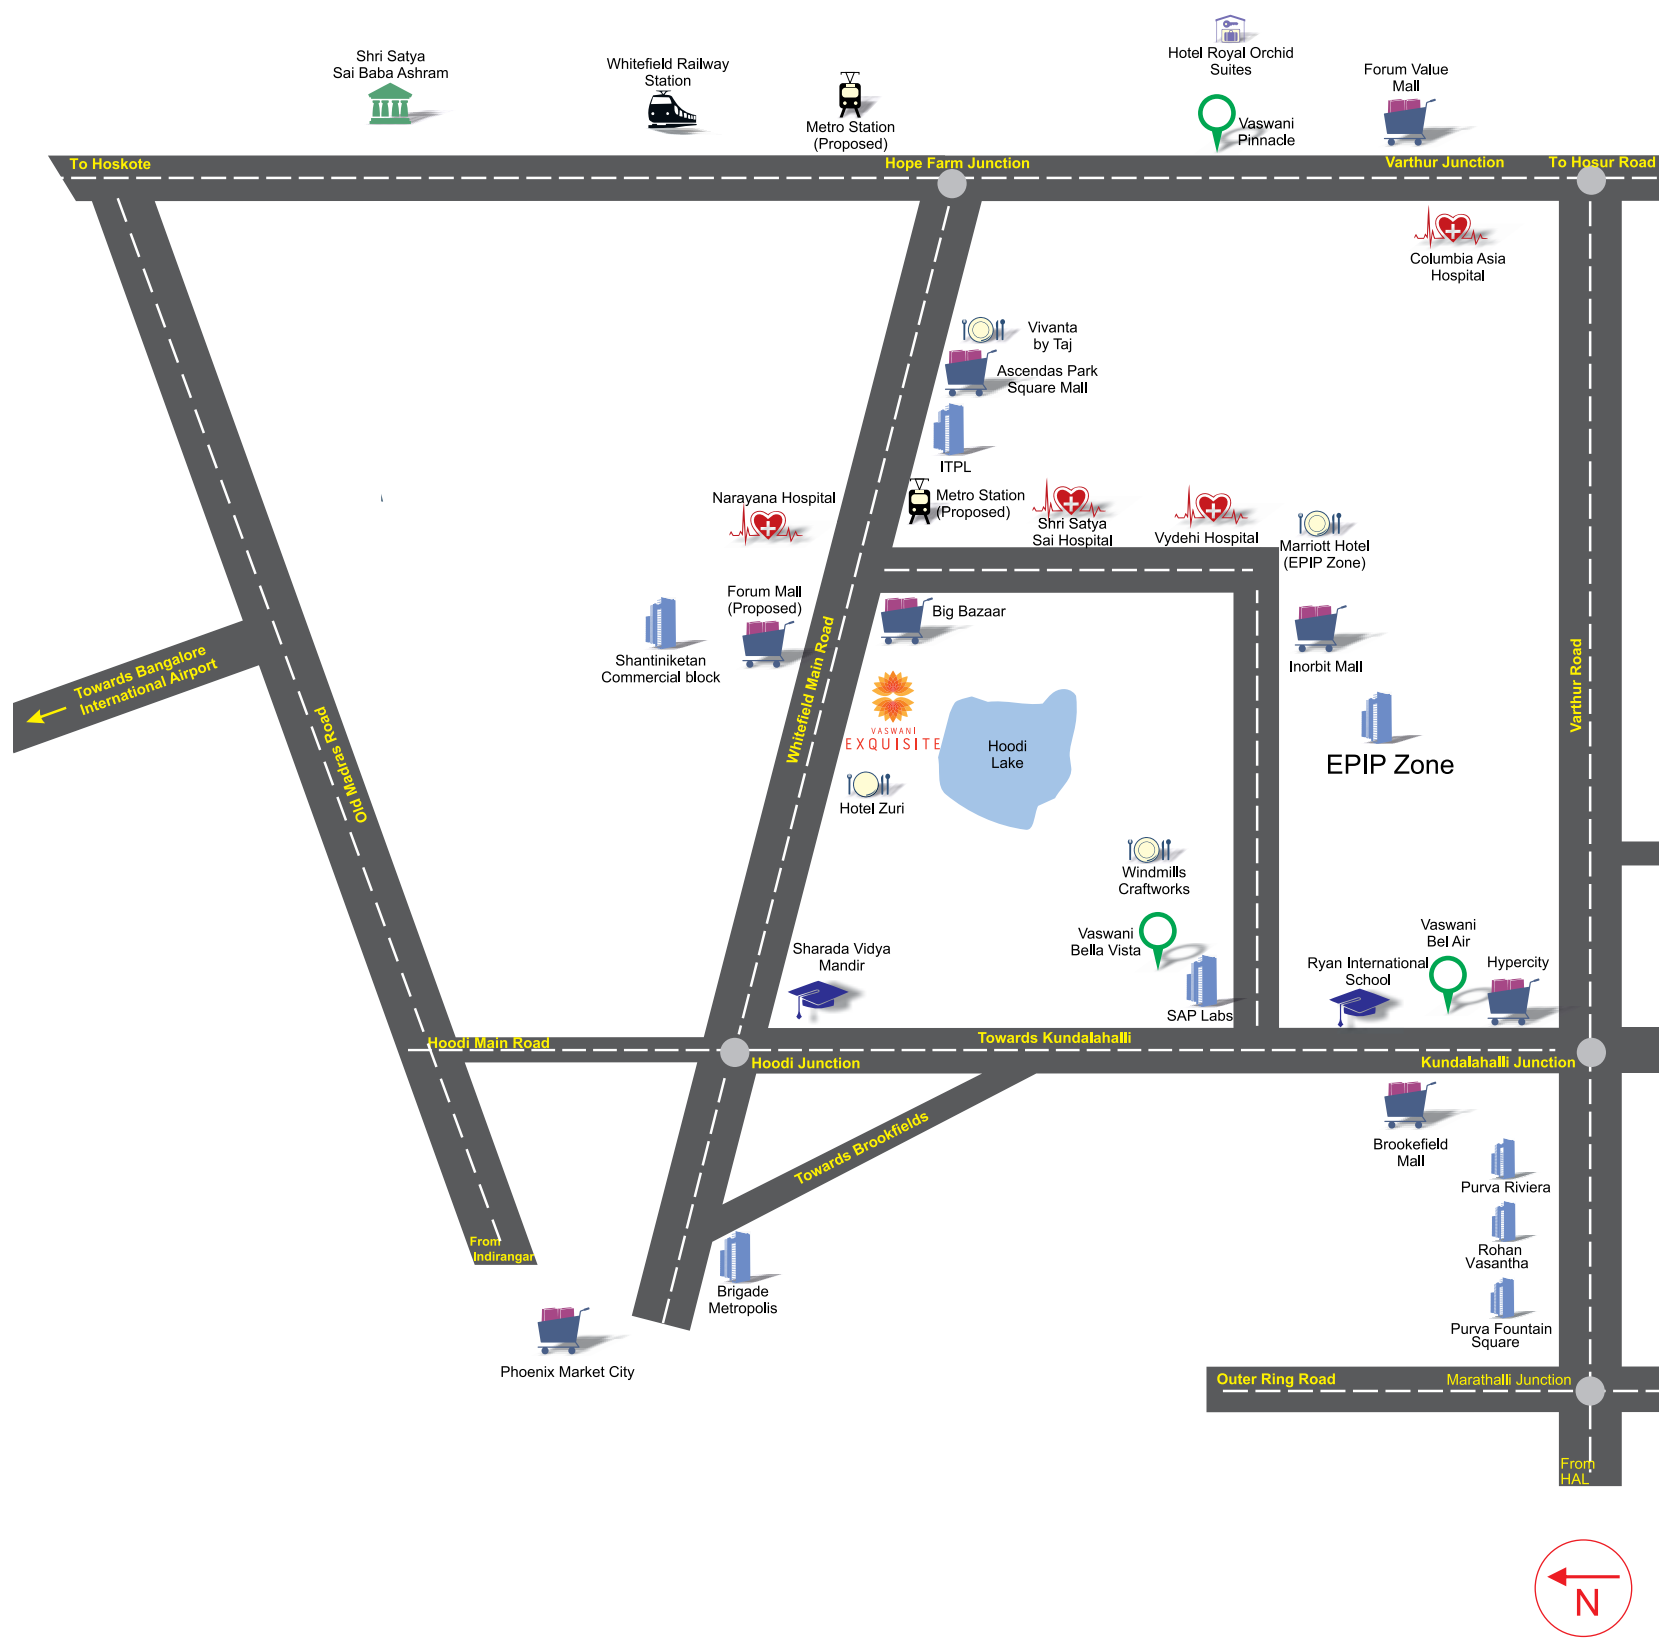 Hotel Royal Orchid
Suites
Shri Satya
Sai Baba Ashram
Whitefield Railway
Station
Forum Value
Mall
Metro Station
(Proposed)
Vaswani
Pinnacle
To Hoskote
Hope Farm Junction
Varthur Junction
To Hosur Road
Columbia Asia
Hospital
Vivanta
by Taj
Ascendas Park
Square Mall
ITPL
Narayana Hospital
Metro Station
(Proposed)
Shri Satya
Sai Hospital
Vydehi Hospital
Marriott Hotel
(EPIP Zone)
Forum Mall
(Proposed)
Big Bazaar
Shantiniketan
Commercial block
Inorbit Mall
Towards Bangalore
International Airport
Whitefield Main Road
Varthur Road
Old Madras Road
VASWANI
EXQUISITE
Hoodi
Lake
EPIP Zone
Hotel Zuri
Windmills
Craftworks
Vaswani
Bella Vista
Sharada Vidya
Mandir
Vaswani
Bel Air
Ryan International
School
Hypercity
SAP Labs
Hoodi Main Road
Towards Kundalahalli
Hoodi Junction
Kundalahalli Junction
Towards Brookfields
Brookefield
Mall
Purva Riviera
Rohan
Vasantha
From
Indirangar
Brigade
Metropolis
Purva Fountain
Square
Phoenix Market City
Outer Ring Road
Marathalli Junction
From
HAL
N